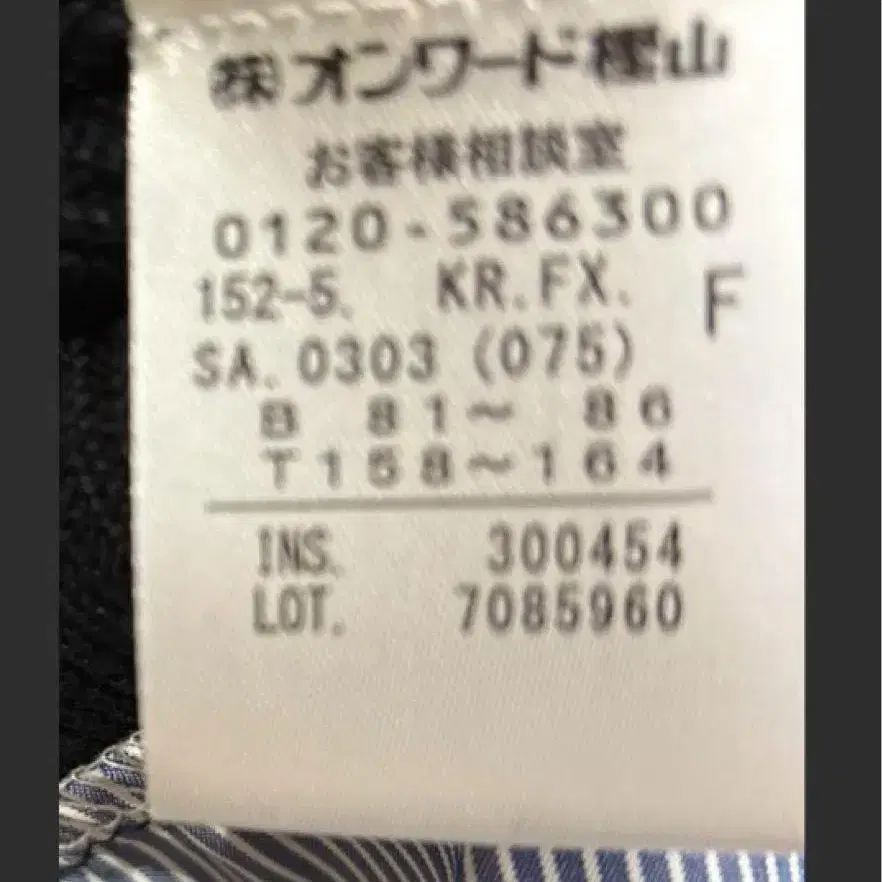 ㈱オンワード樫山
お客様相談室
0120-586300
152-5. KR.FX. F
SA.0303 (075)
B 81～ 86
T158～164
INS. 300454
LOT. 7085960